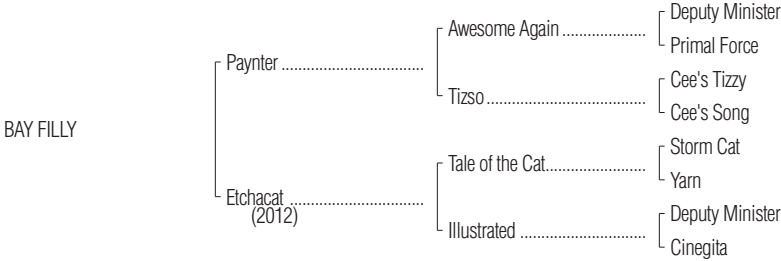 Deputy Minister
Awesome Again ....................
Primal Force
Paynter .................................
Cee's Tizzy
Tizso.....................................
Cee's Song
BAY FILLY
Storm Cat
Tale of the Cat.......................
Yarn
Etchacat ...............................
(2012)
Deputy Minister
Illustrated .............................
Cinegita